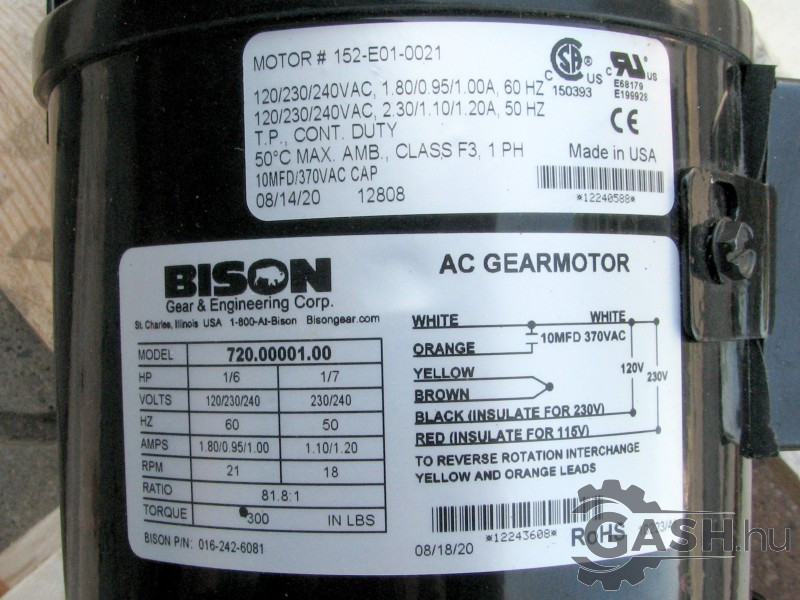 MOTOR # 152-E01-0021
120/230/240VAC, 1.80/0.95/1.00A, 60 HZ
120/230/240VAC, 2.30/1.10/1.20A, 50 HZ
T.P., CONT. DUTY
50°C MAX. AMB., CLASS F3, 1 PH
10MFD/370VAC CAP
08/14/20 12808
C US
150393
C US
E68179
E199928
CE
Made in USA
*12240588*
BISON
Gear & Engineering Corp.
St. Charles, Illinois USA 1-800-At-Bison Bisongear.com
MODEL 720.00001.00
HP 1/6 1/7
VOLTS 120/230/240 230/240
HZ 60 50
AMPS 1.80/0.95/1.00 1.10/1.20
RPM 21 18
RATIO 81.8:1
TORQUE 300 IN LBS
BISON P/N: 016-242-6081
AC GEARMOTOR
WHITE WHITE
10MFD 370VAC
ORANGE
YELLOW
120V
230V
BROWN
BLACK (INSULATE FOR 230V)
RED (INSULATE FOR 115V)
TO REVERSE ROTATION INTERCHANGE
YELLOW AND ORANGE LEADS
*12243608*
08/18/20
RoHS
GASH.hu